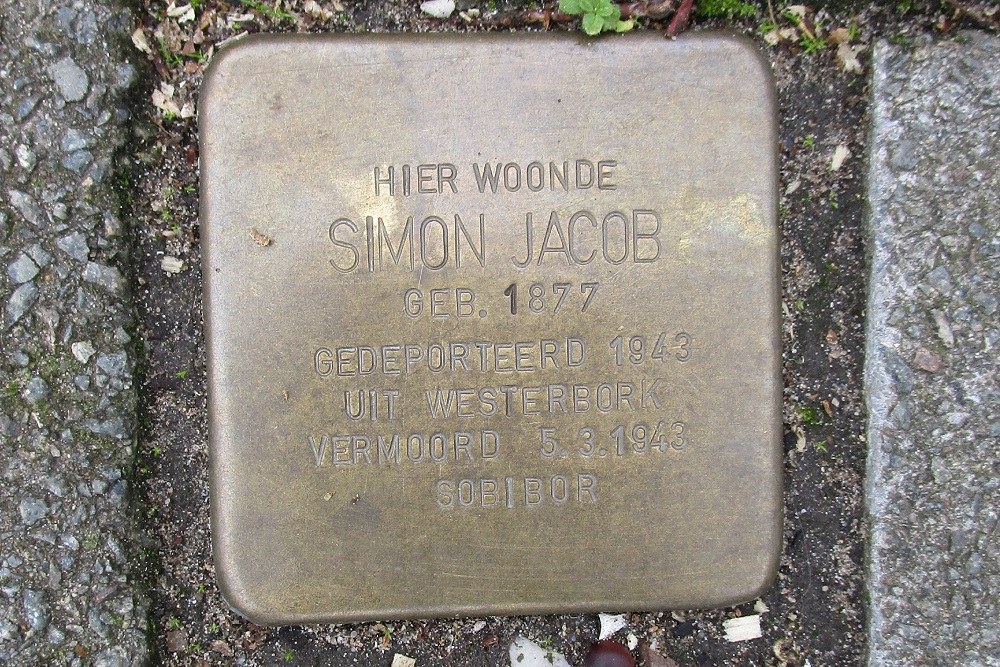 HIER WOONDE
SIMON JACOB
GEB. 1877
GEDEPORTEERD 1943
UIT WESTERBORK
VERMOORD 5.3.1943
SOBIBOR